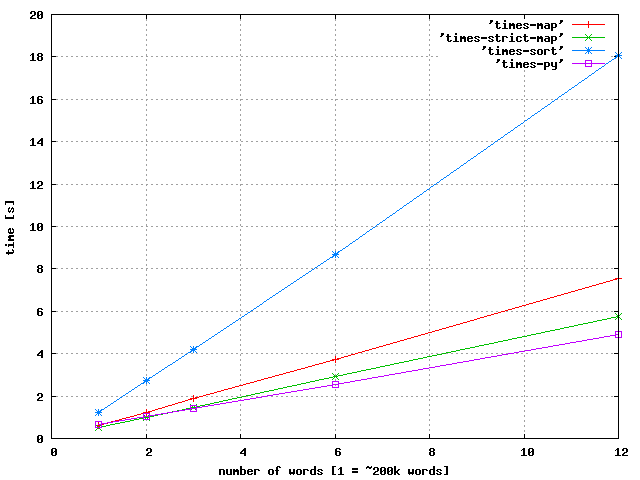 20
18
16
14
12
10
8
6
4
2
0
time [s]
'times-map'
'times-strict-map'
'times-sort'
'times-py'
0 2 4 6 8 10 12
number of words [1 = ~200k words]